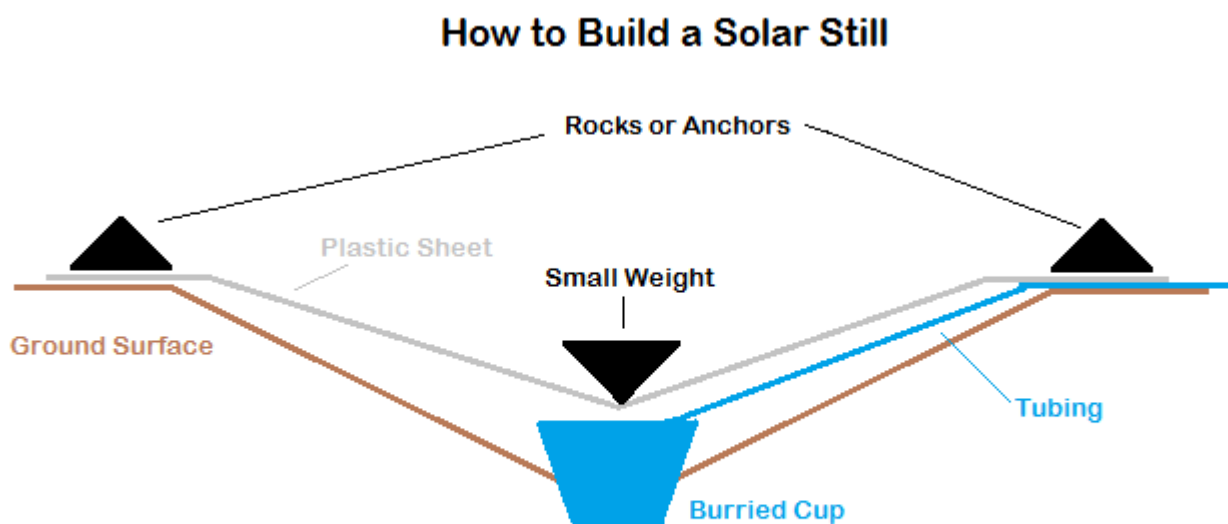 How to Build a Solar Still
Rocks or Anchors
Plastic Sheet
Small Weight
Ground Surface
Tubing
Burried Cup